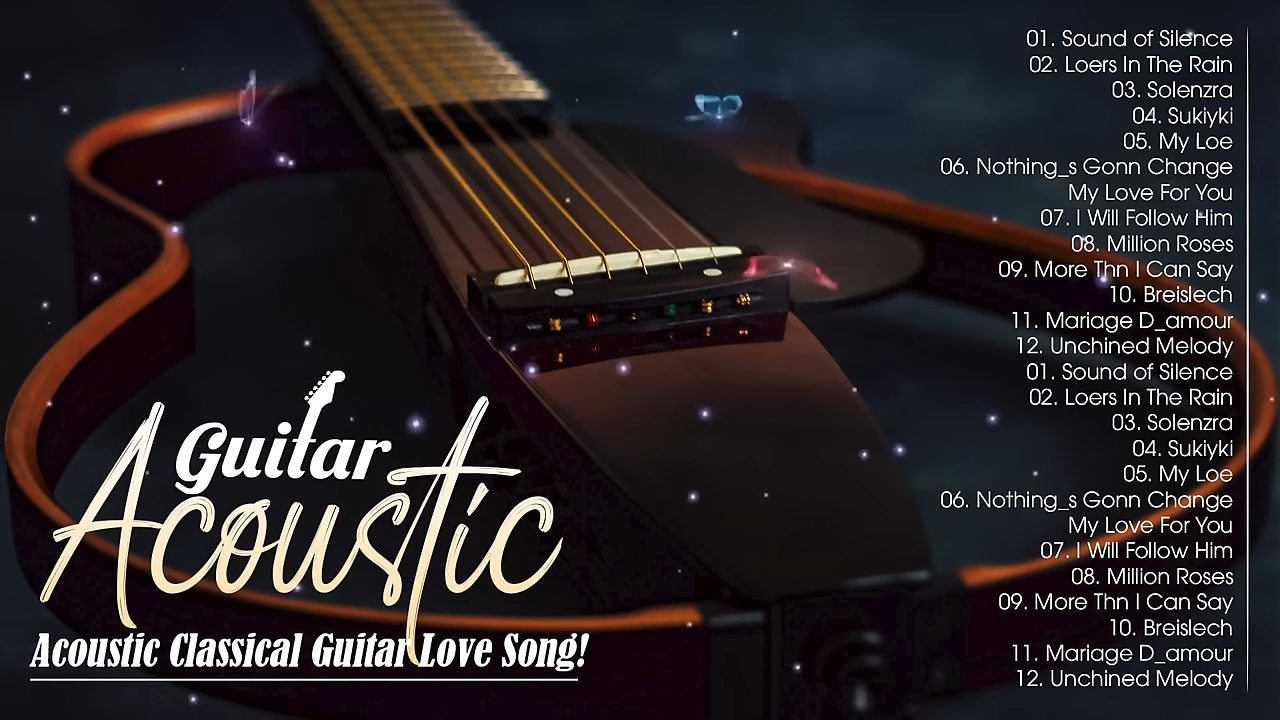 Guitar
Acoustic
Acoustic Classical Guitar Love Song!
01. Sound of Silence
02. Loers In The Rain
03. Solenzra
04. Sukiyki
05. My Loe
06. Nothing_s Gonn Change
My Love For You
07. I Will Follow Him
08. Million Roses
09. More Thn I Can Say
10. Breislech
11. Mariage D_amour
12. Unchined Melody
01. Sound of Silence
02. Loers In The Rain
03. Solenzra
04. Sukiyki
05. My Loe
06. Nothing_s Gonn Change
My Love For You
07. I Will Follow Him
08. Million Roses
09. More Thn I Can Say
10. Breislech
11. Mariage D_amour
12. Unchined Melody